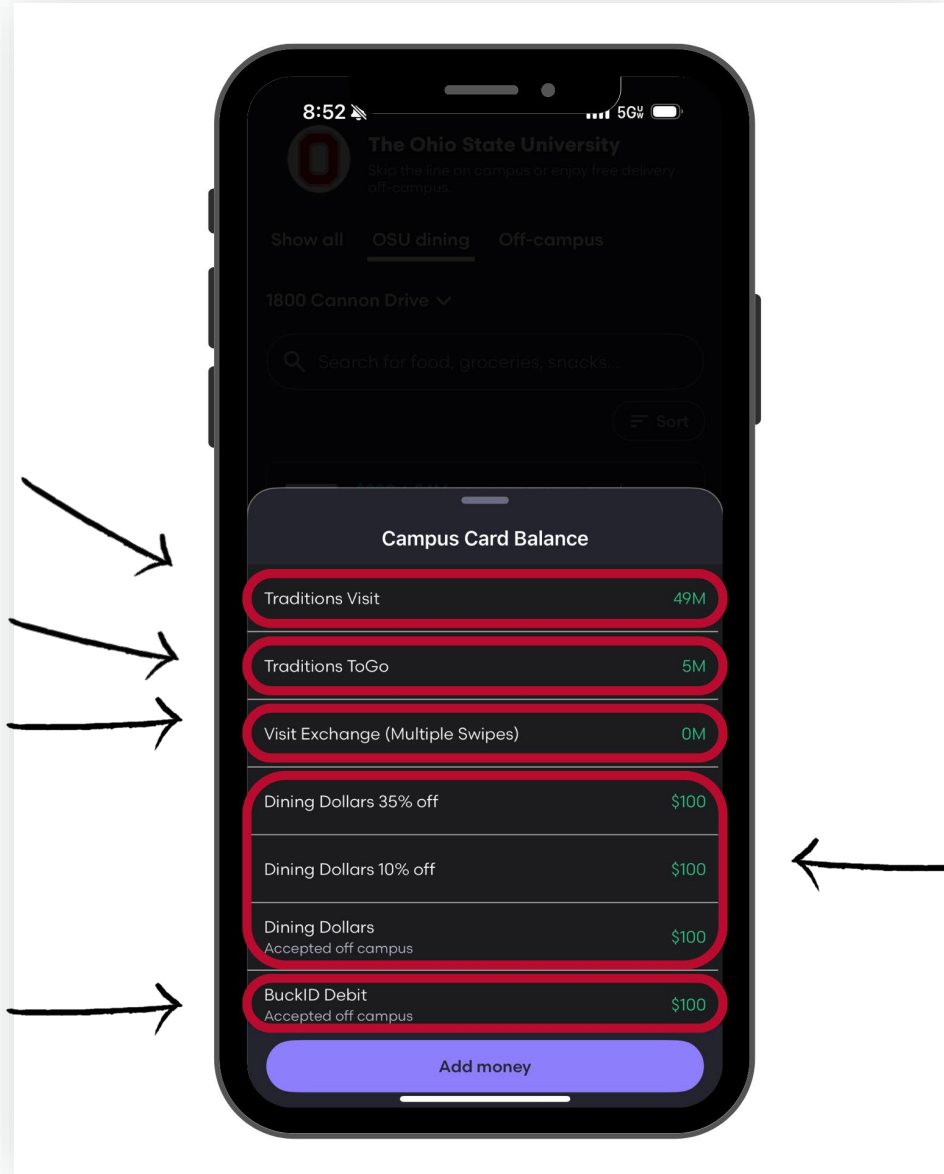 8:52
5GW
The Ohio State University
Skip the line on campus or enjoy free delivery
off-campus
Show all OSU dining Off-campus
1800 Cannon Drive
Search for food, groceries, snacks...
Sort
Campus Card Balance
Traditions Visit 49M
Traditions ToGo 5M
Visit Exchange (Multiple Swipes) 0M
Dining Dollars 35% off $100
Dining Dollars 10% off $100
Dining Dollars
Accepted off campus
$100
BuckID Debit
Accepted off campus
$100
Add money